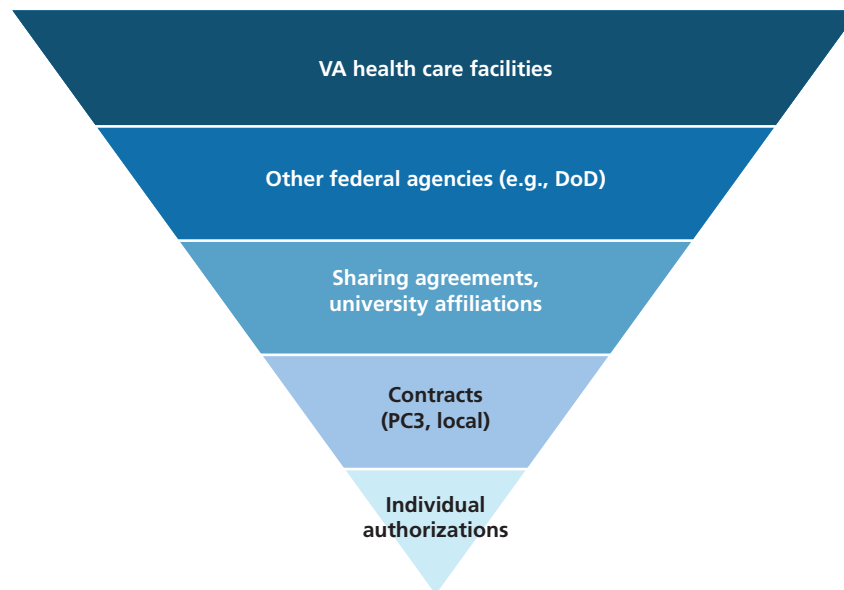 VA health care facilities
Other federal agencies (e.g., DoD)
Sharing agreements,
university affiliations
Contracts
(PC3, local)
Individual
authorizations